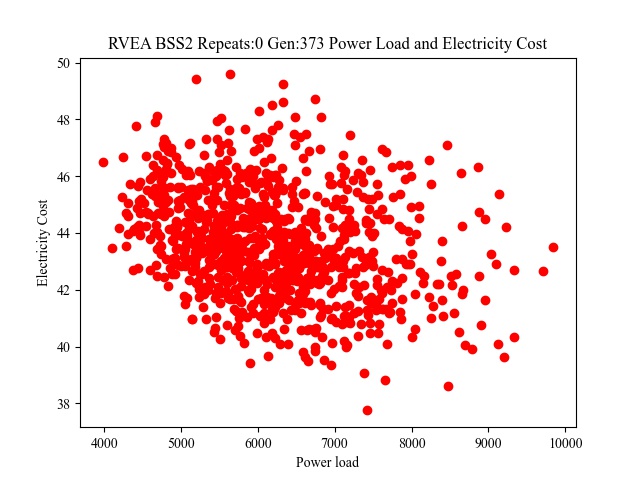 RVEA BSS2 Repeats:0 Gen:373 Power Load and Electricity Cost
50
48
46
44
42
40
38
Electricity Cost
4000 5000 6000 7000 8000 9000 10000
Power load